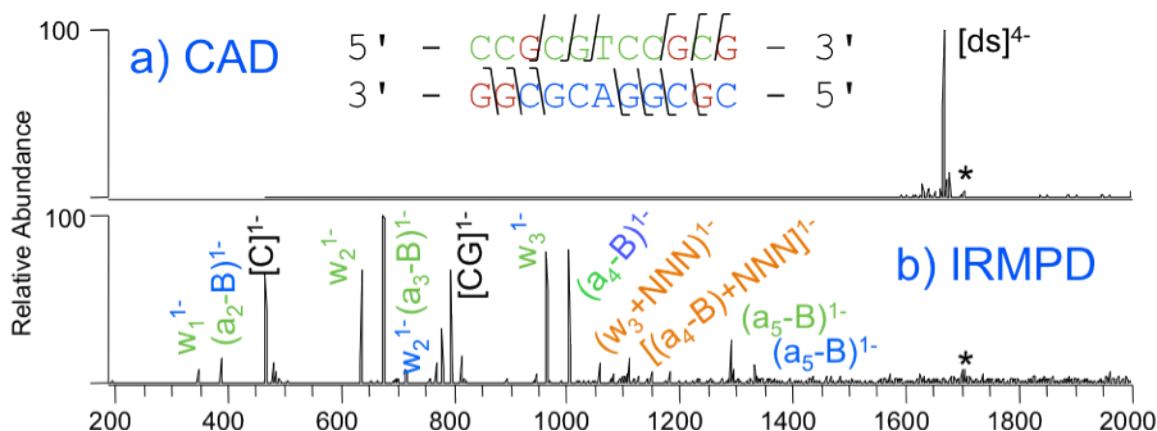 100
a) CAD
5' - CCGCGTCCGCG - 3'
3' - GGCGCAGGCGC - 5'
[ds]4-
*
Relative Abundance
100
b) IRMPD
w1 1-
(a2-B)1-
[C]1-
w2 1-
w2 1-
(a3-B)1-
[CG]1-
w3 1-
(a4-B)1-
(w3+NNN)1-
[(a4-B)+NNN]1-
(a5-B)1-
(a5-B)1-
*
200 400 600 800 1000 1200 1400 1600 1800 2000